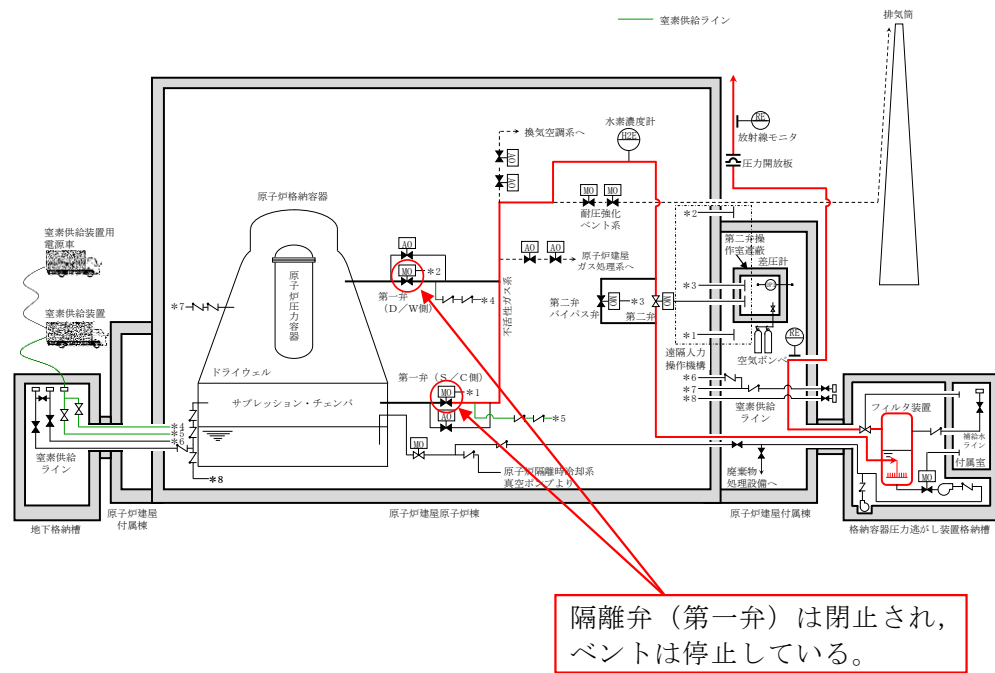 窒素供給ライン
排気筒
水素濃度計
H2E
RE
放射線モニタ
圧力開放板
換気空調系へ
AO
AO
原子炉格納容器
MO
MO
耐圧強化
ベント系
*2
第二弁操
作室遮蔽
差圧計
窒素供給装置用
電源車
AO
MO
*2
AO
AO
原子炉建屋
ガス処理系へ
原子炉圧力容器
*3
*4
第一弁
(D/W側)
不活性ガス系
第二弁
バイパス弁
MO
*3
第二弁
MO
*7
窒素供給装置
*1
RE
遠隔人力
操作機構
空気ボンベ
ドライウェル
第一弁(S/C側)
MO
*1
*6
*7
*8
サプレッション・チェンバ
AO
*5
窒素供給
ライン
フィルタ装置
*4
*5
*6
MO
補給水
ライン
窒素供給
ライン
付属室
*8
原子炉隔離時冷却系
真空ポンプより
廃棄物
処理設備へ
MO
地下格納槽
原子炉建屋
付属棟
原子炉建屋原子炉棟
原子炉建屋付属棟
格納容器圧力逃がし装置格納槽
隔離弁(第一弁)は閉止され,
ベントは停止している。